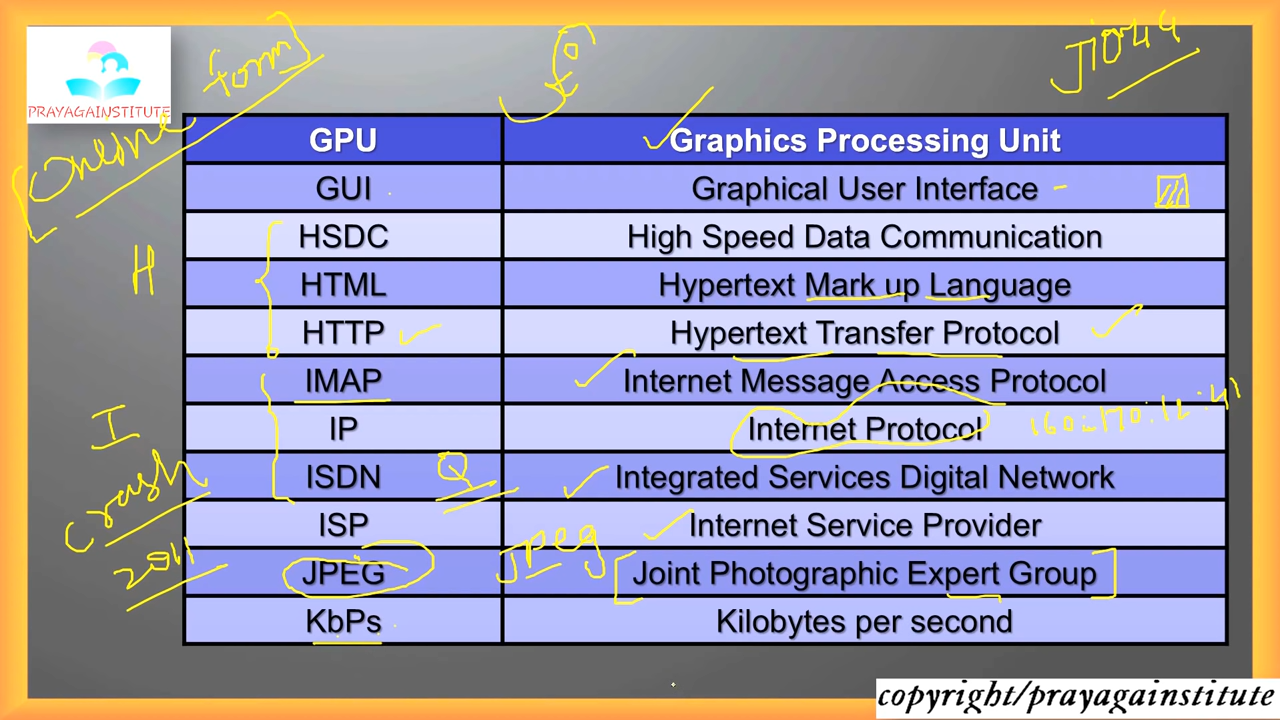 [Online form]
Jio44
PRAYAGAINSTITUTE
GPU Graphics Processing Unit
GUI Graphical User Interface
HSDC High Speed Data Communication
H
HTML Hypertext Mark up Language
HTTP Hypertext Transfer Protocol
IMAP Internet Message Access Protocol
I
IP Internet Protocol
ISDN Q Integrated Services Digital Network
Crash
ISP Internet Service Provider
JPEG Jpeg Joint Photographic Expert Group
KbPs Kilobytes per second
copyright/prayagainstitute